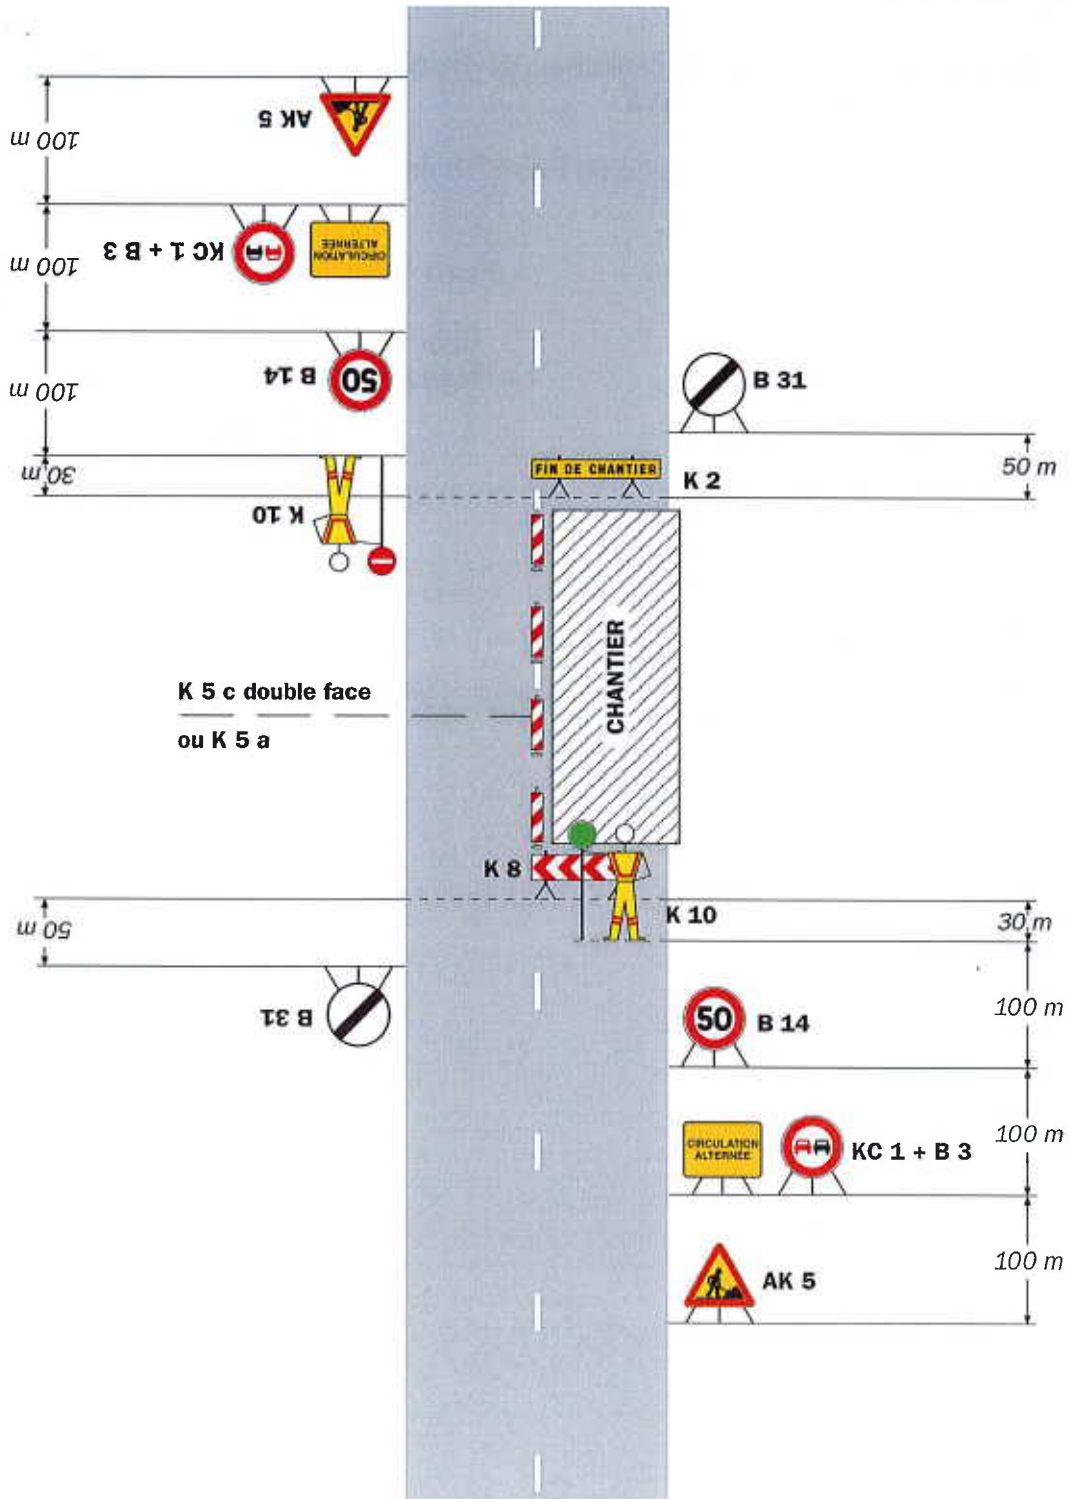 AK 5
100 m
KC 1 + B 3
CIRCULATION
ALTERNÉE
100 m
B 14
50
100 m
B 31
50 m
30 m
K 10
FIN DE CHANTIER
K 2
CHANTIER
K 5 c double face
ou K 5 a
K 8
K 10
30 m
50 m
B 31
50
B 14
100 m
CIRCULATION
ALTERNÉE
KC 1 + B 3
100 m
AK 5
100 m